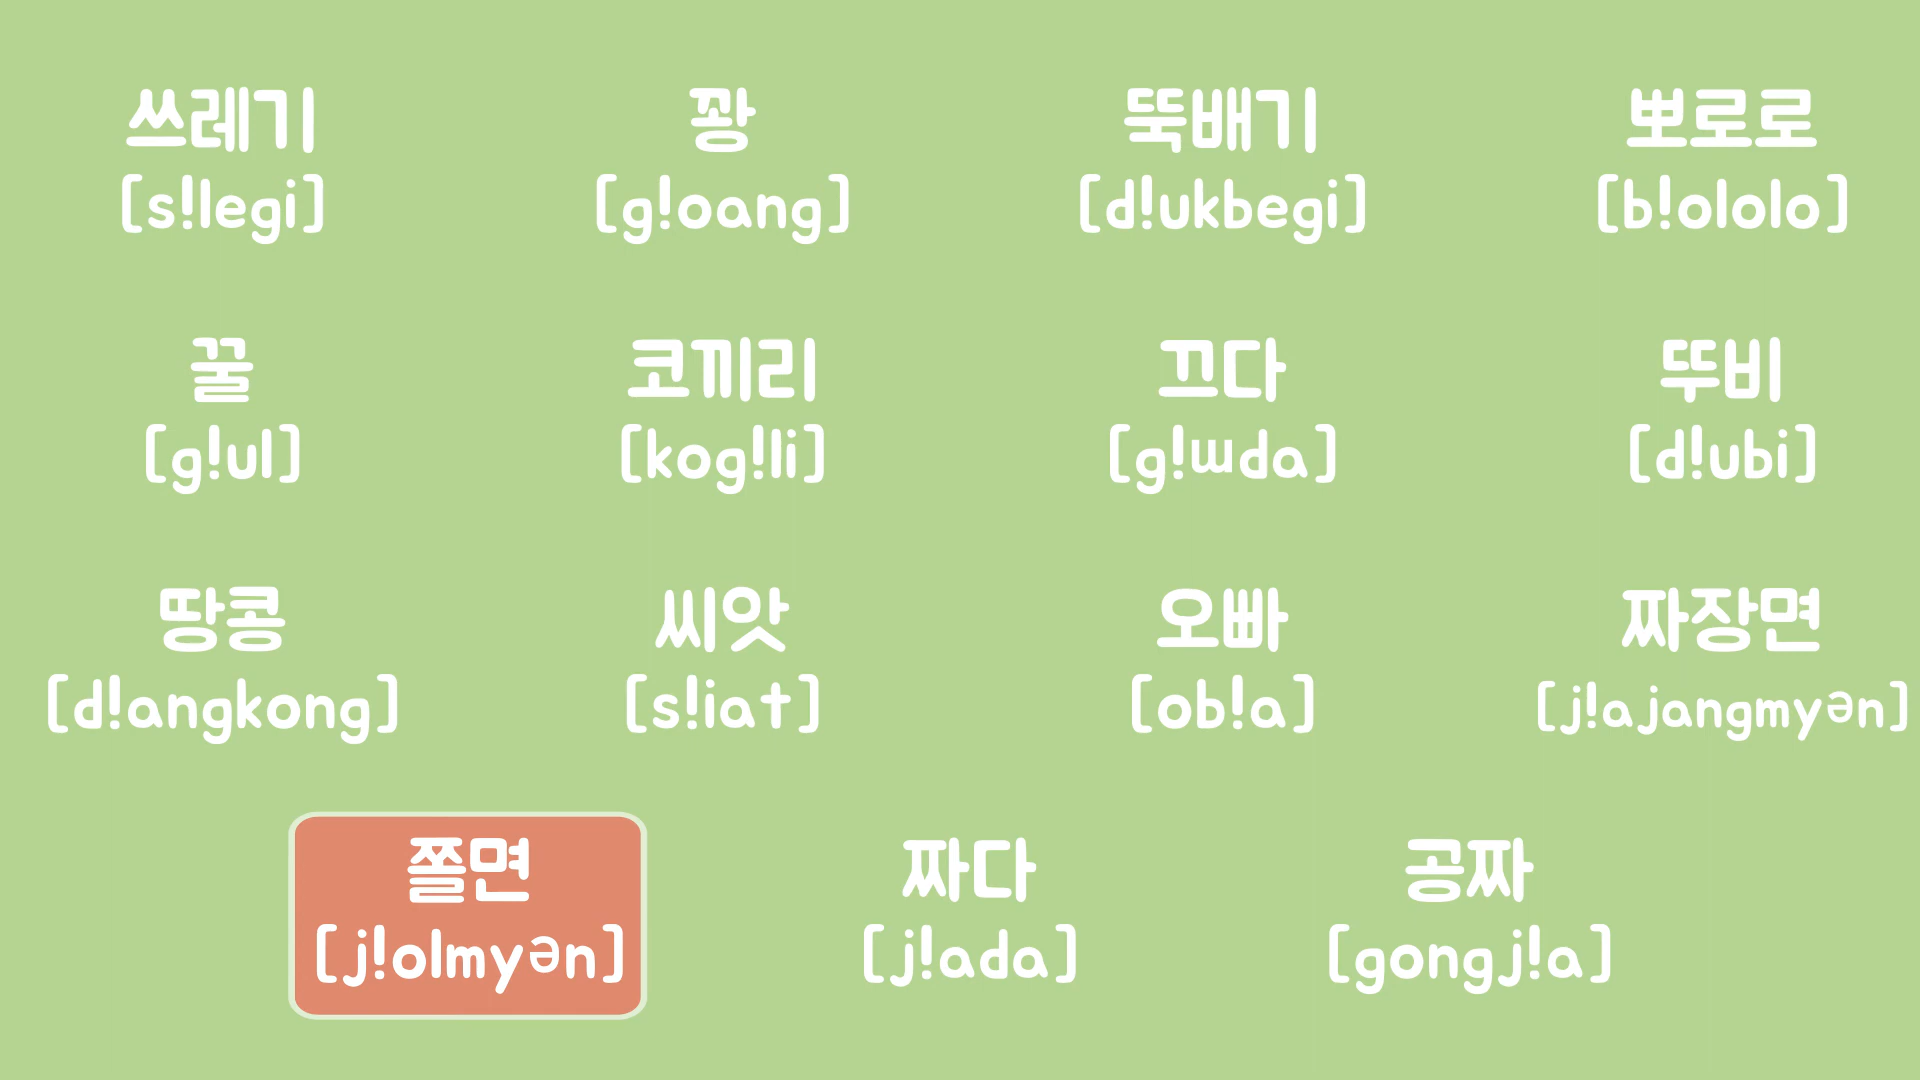 쓰레기 꽝 뚝배기 뽀로로
[s!legi] [g!oang] [d!ukbegi] [b!ololo]
꿀 코끼리 끄다 뚜비
[g!ul] [kog!li] [g!ɯda] [d!ubi]
땅콩 씨앗 오빠 짜장면
[d!angkong] [s!iat] [ob!a] [j!ajangmyən]
쫄면 짜다 공짜
[j!olmyən] [j!ada] [gongj!a]